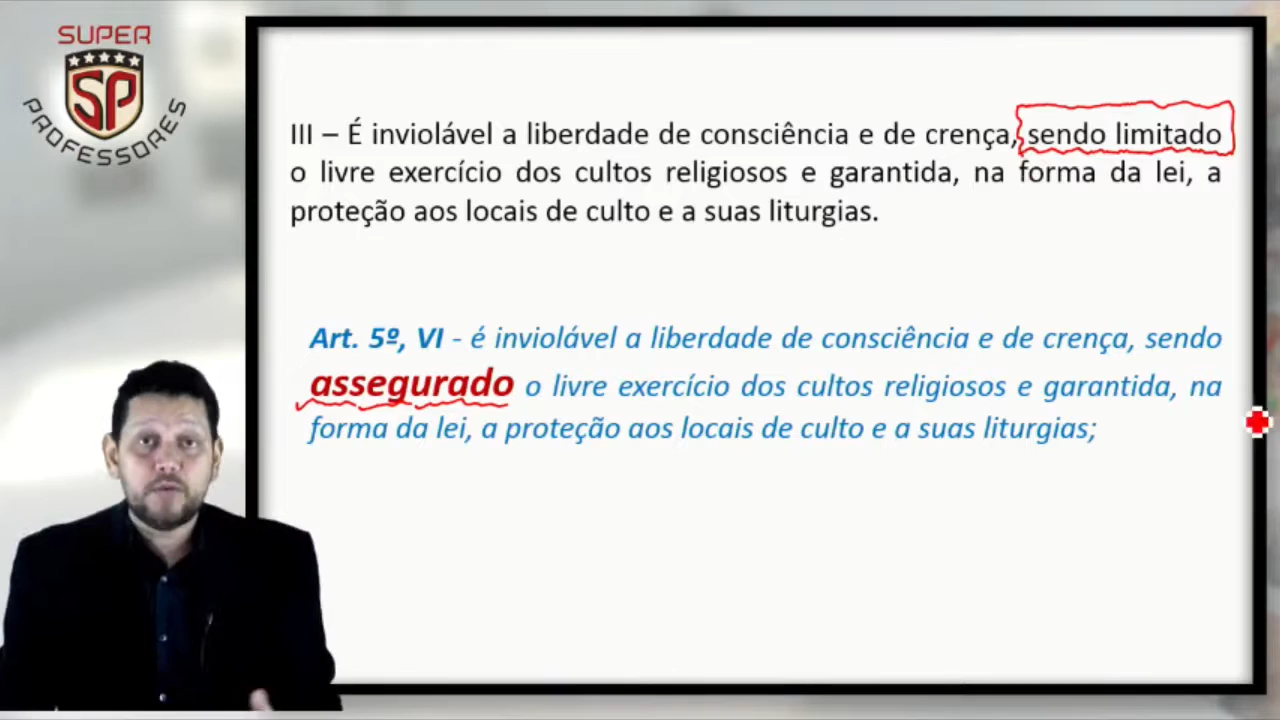 SUPER
SP
PROFESSORES
III – É inviolável a liberdade de consciência e de crença, sendo limitado
o livre exercício dos cultos religiosos e garantida, na forma da lei, a
proteção aos locais de culto e a suas liturgias.
Art. 5º, VI - é inviolável a liberdade de consciência e de crença, sendo
assegurado o livre exercício dos cultos religiosos e garantida, na
forma da lei, a proteção aos locais de culto e a suas liturgias;